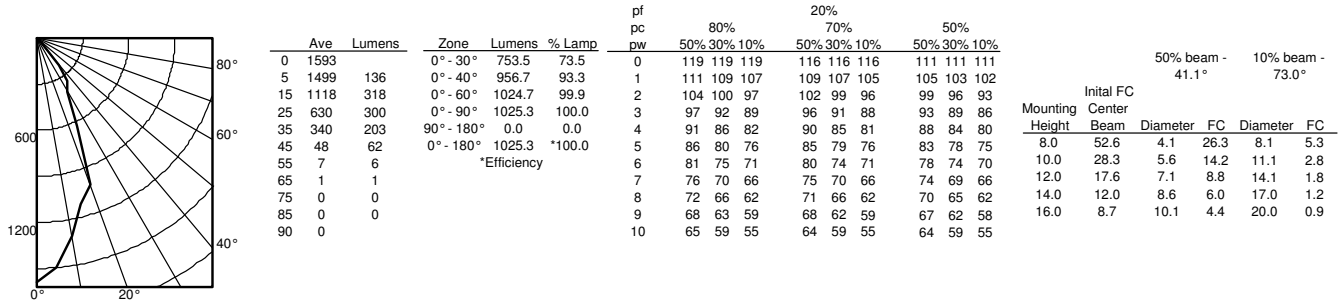 600
1200
80°
60°
40°
0°
20°
Ave Lumens
0 1593
5 1499 136
15 1118 318
25 630 300
35 340 203
45 48 62
55 7 6
65 1 1
75 0 0
85 0 0
90 0
Zone Lumens % Lamp
0° - 30° 753.5 73.5
0° - 40° 956.7 93.3
0° - 60° 1024.7 99.9
0° - 90° 1025.3 100.0
90° - 180° 0.0 0.0
0° - 180° 1025.3 *100.0
*Efficiency
pf 20%
pc 80% 70% 50%
pw 50% 30% 10% 50% 30% 10% 50% 30% 10%
0 119 119 119 116 116 116 111 111 111
1 111 109 107 109 107 105 105 103 102
2 104 100 97 102 99 96 99 96 93
3 97 92 89 96 91 88 93 89 86
4 91 86 82 90 85 81 88 84 80
5 86 80 76 85 79 76 83 78 75
6 81 75 71 80 74 71 78 74 70
7 76 70 66 75 70 66 74 69 66
8 72 66 62 71 66 62 70 65 62
9 68 63 59 68 62 59 67 62 58
10 65 59 55 64 59 55 64 59 55
50% beam - 10% beam -
41.1° 73.0°
Inital FC
Mounting Center
Height Beam Diameter FC Diameter FC
8.0 52.6 4.1 26.3 8.1 5.3
10.0 28.3 5.6 14.2 11.1 2.8
12.0 17.6 7.1 8.8 14.1 1.8
14.0 12.0 8.6 6.0 17.0 1.2
16.0 8.7 10.1 4.4 20.0 0.9